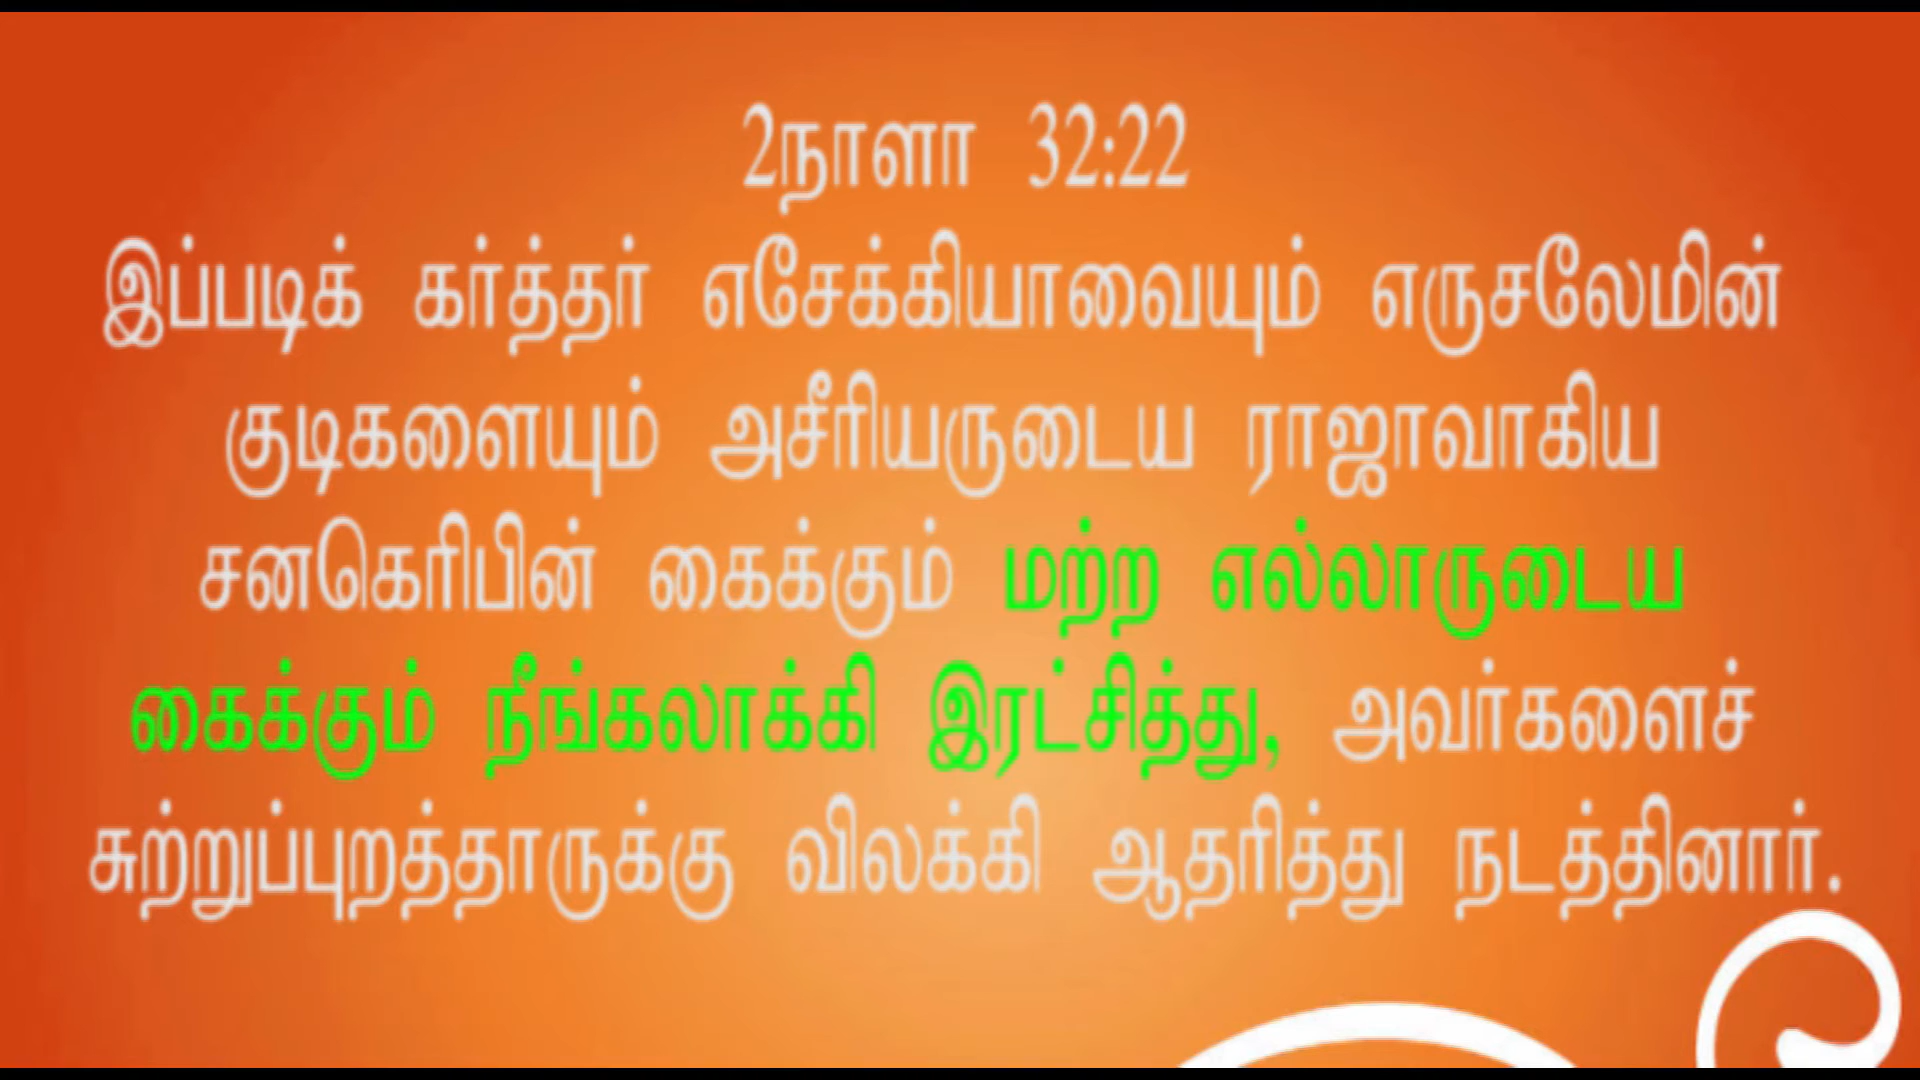 2நாளா 32:22
இப்படிக் கர்த்தர் எசேக்கியாவையும் எருசலேமின்
குடிகளையும் அசீரியருடைய ராஜாவாகிய
சனகெரிபின் கைக்கும் மற்ற எல்லாருடைய
கைக்கும் நீங்கலாக்கி இரட்சித்து, அவர்களைச்
சுற்றுப்புறத்தாருக்கு விலக்கி ஆதரித்து நடத்தினார்.